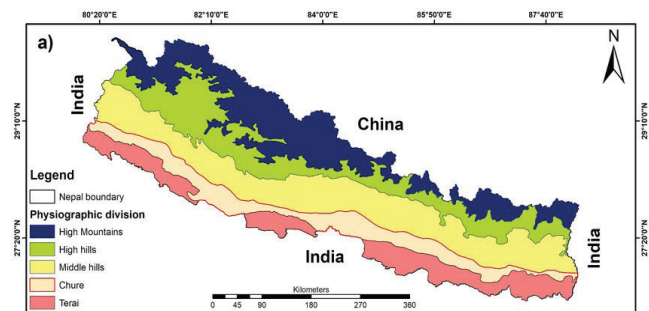 80°20'0"E 82°10'0"E 84°0'0"E 85°50'0"E 87°40'0"E
a)
N
India
China
29°10'0"N
29°10'0"N
Legend
Nepal boundary
Physiographic division
High Mountains
High hills
Middle hills
Chure
Terai
27°20'0"N
27°20'0"N
India
India
Kilometers
0 45 90 180 270 360